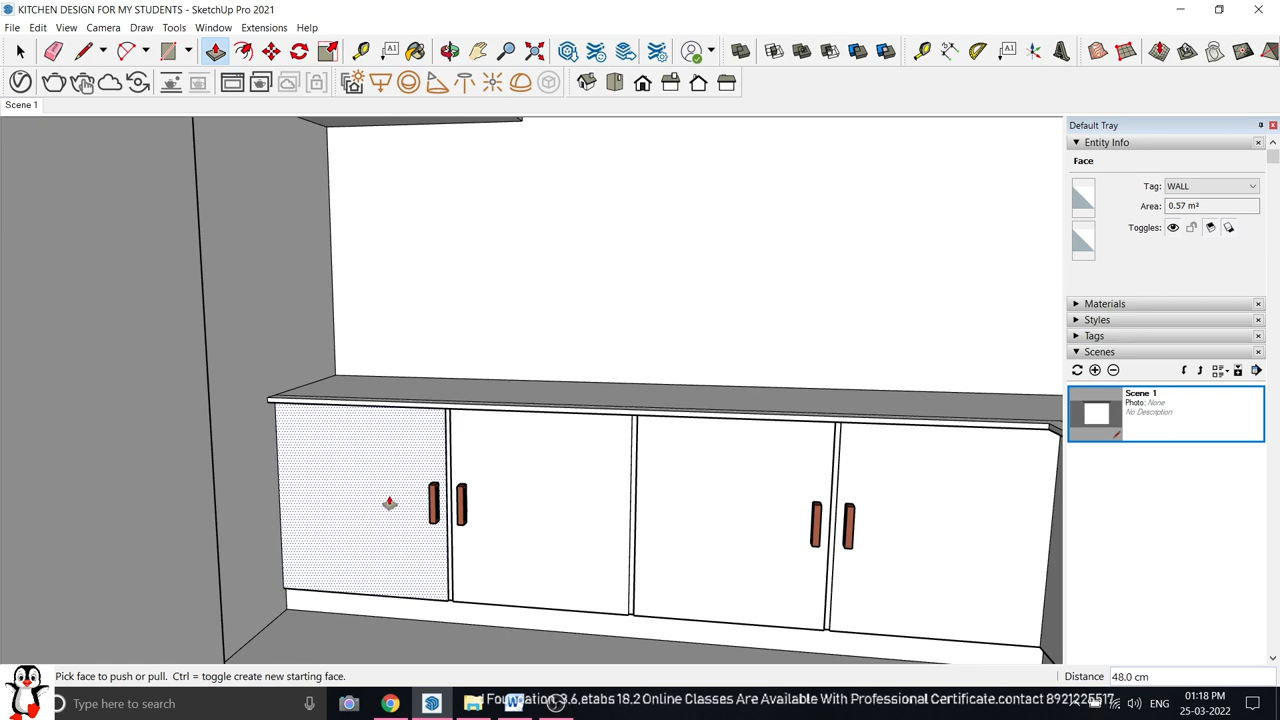 KITCHEN DESIGN FOR MY STUDENTS - SketchUp Pro 2021
File Edit View Camera Draw Tools Window Extensions Help
Scene 1
Default Tray
Entity Info
Face
Tag: WALL
Area: 0.57 m²
Toggles:
Materials
Styles
Tags
Scenes
Scene 1
Photo: None
No Description
Pick face to push or pull. Ctrl = toggle create new starting face.
Distance 48.0 cm
Type here to search
Foundation 3.6,etabs 18.2 Online Classes Are Available With Professional Certificate.contact 8921225517
ENG
01:18 PM
25-03-2022